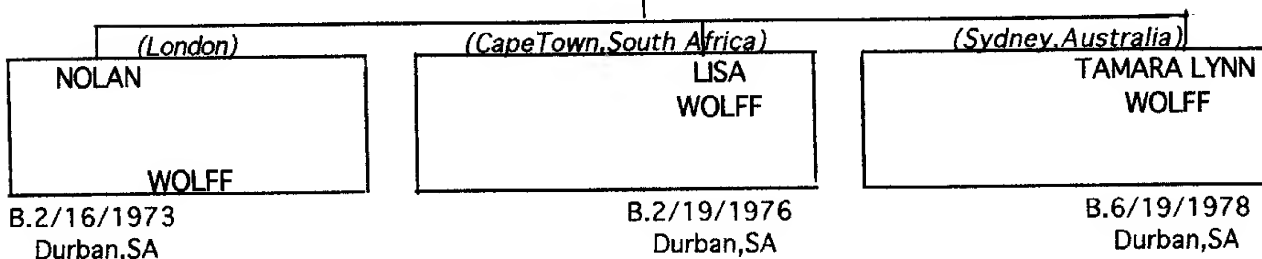 (London)
NOLAN
WOLFF
B.2/16/1973
Durban,SA
(CapeTown,South Africa)
LISA
WOLFF
B.2/19/1976
Durban,SA
(Sydney,Australia)
TAMARA LYNN
WOLFF
B.6/19/1978
Durban,SA